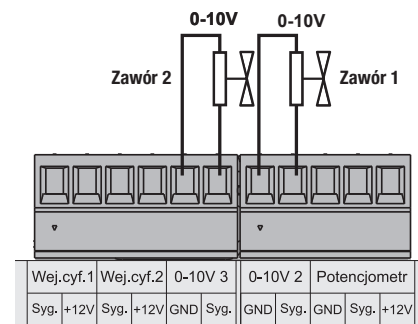 0-10V 0-10V
Zawór 2 Zawór 1
Wej.cyf.1 Wej.cyf.2 0-10V 3 0-10V 2 Potencjometr
Syg. +12V Syg. +12V GND Syg. GND Syg. GND Syg. +12V